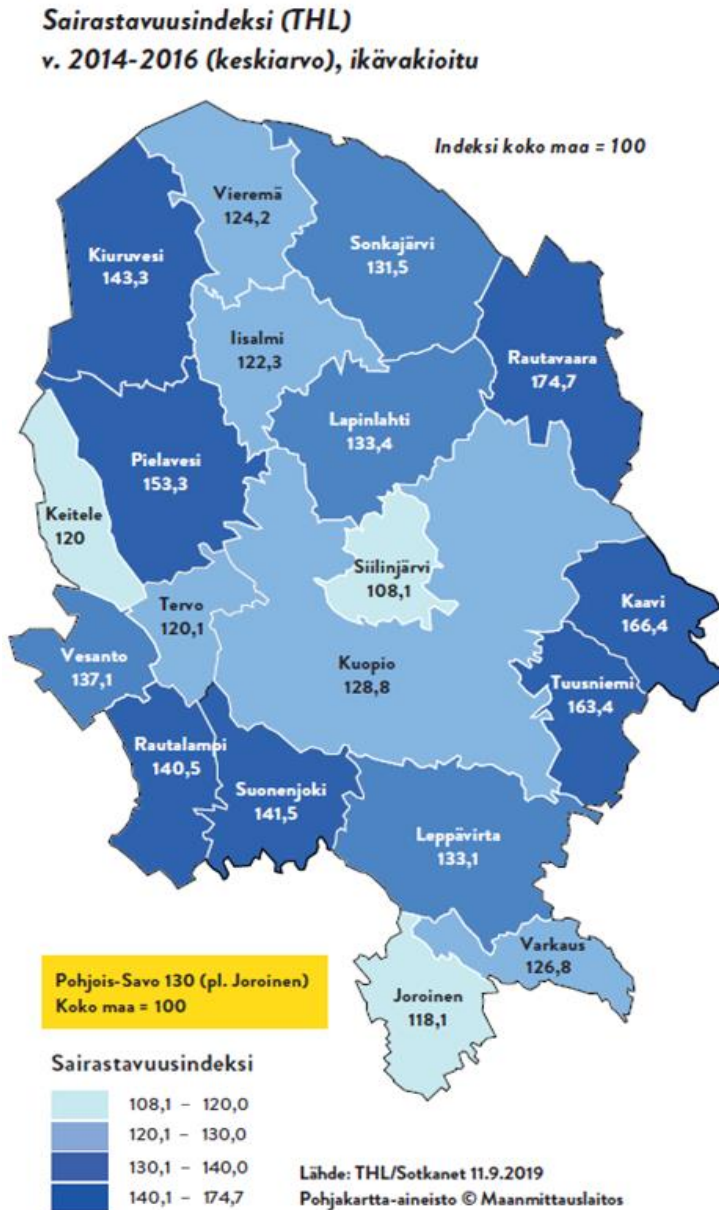 Sairastavuusindeksi (THL)
v. 2014-2016 (keskiarvo), ikävakioitu
Indeksi koko maa = 100
Vieremä
124,2
Sonkajärvi
131,5
Kiuruvesi
143,3
Iisalmi
122,3
Rautavaara
174,7
Lapinlahti
133,4
Pielavesi
153,3
Keitele
120
Siilinjärvi
108,1
Kaavi
166,4
Tervo
120,1
Vesanto
137,1
Kuopio
128,8
Tuusniemi
163,4
Rautalampi
140,5
Suonenjoki
141,5
Leppävirta
133,1
Varkaus
126,8
Joroinen
118,1
Pohjois-Savo 130 (pl. Joroinen)
Koko maa = 100
Sairastavuusindeksi
108,1 – 120,0
120,1 – 130,0
130,1 – 140,0
140,1 – 174,7
Lähde: THL/Sotkanet 11.9.2019
Pohjakartta-aineisto © Maanmittauslaitos